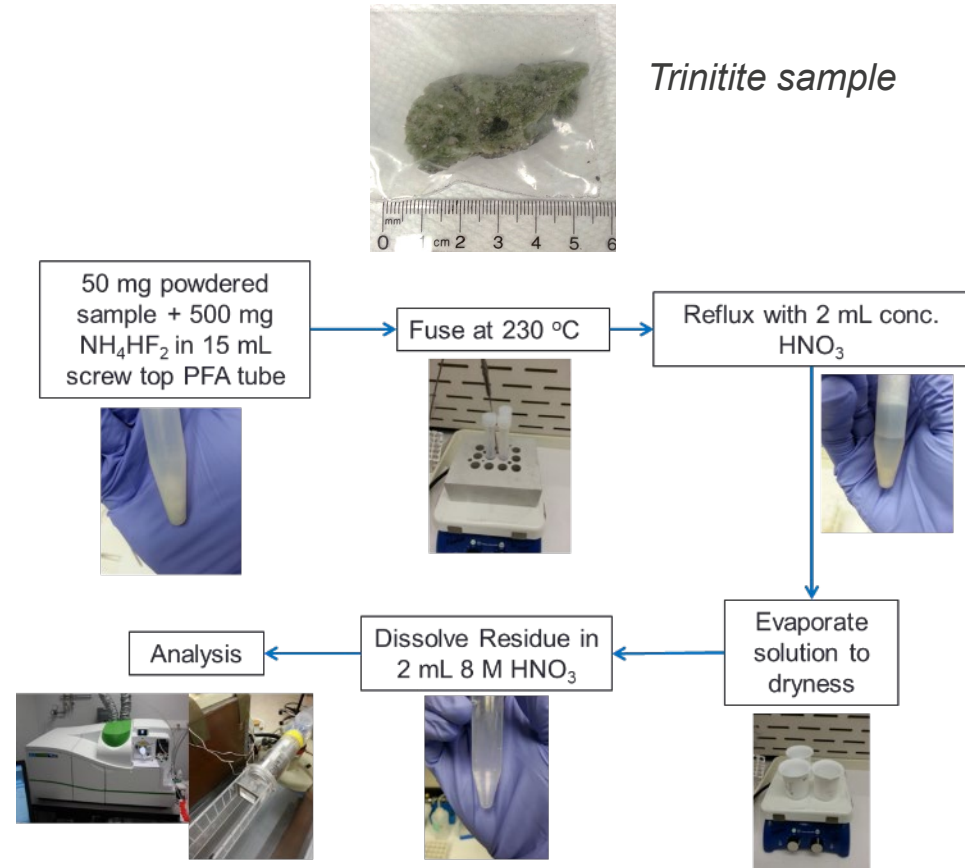 Trinitite sample
mm
0 1 cm 2 3 4 5 6
50 mg powdered
sample + 500 mg
NH₄HF₂ in 15 mL
screw top PFA tube
Fuse at 230 °C
Reflux with 2 mL conc.
HNO₃
Evaporate
solution to
dryness
Dissolve Residue in
2 mL 8 M HNO₃
Analysis